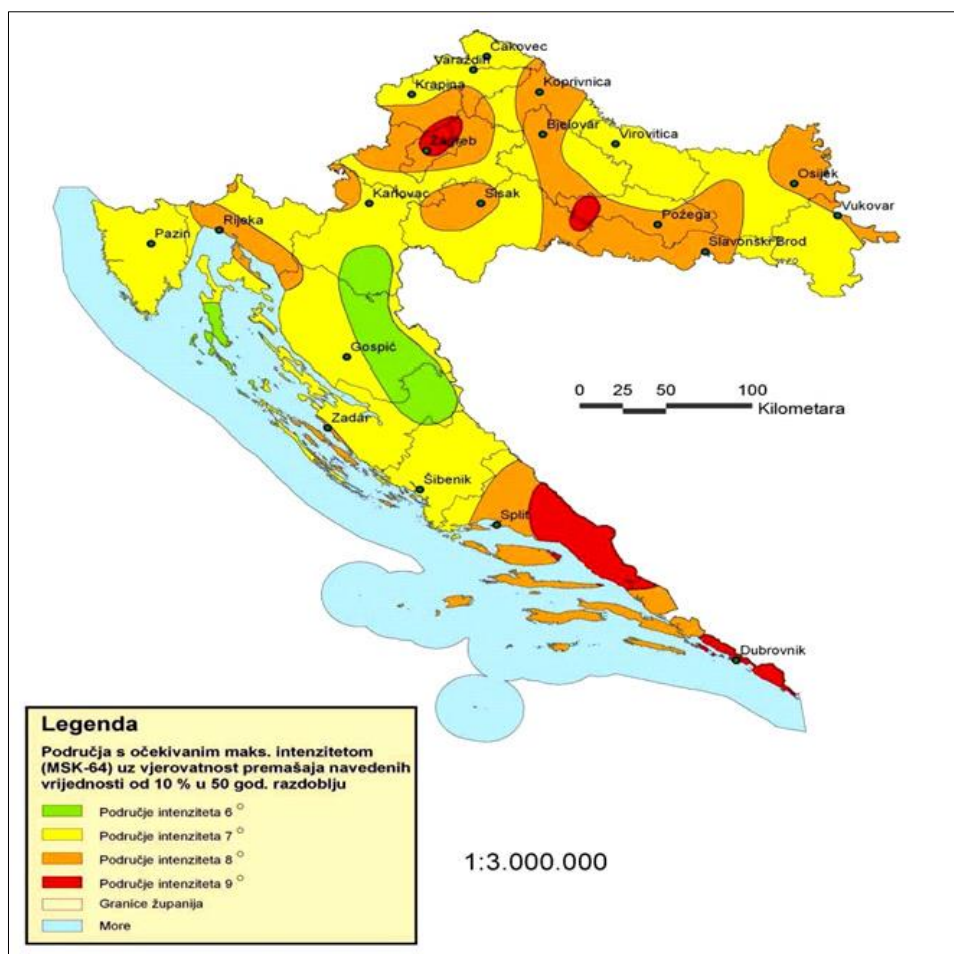 Čakovec
Varaždin
Krapina
Koprivnica
Zagreb
Bjelovar
Virovitica
Osijek
Vukovar
Karlovac
Sisak
Požega
Slavonski Brod
Rijeka
Pazin
Gospić
0 25 50 100
Kilometara
Zadar
Šibenik
Split
Dubrovnik
Legenda
Područja s očekivanim maks. intenzitetom
(MSK-64) uz vjerovatnost premašaja navedenih
vrijednosti od 10 % u 50 god. razdoblju
Područje intenziteta 6 °
Područje intenziteta 7 °
Područje intenziteta 8 °
Područje intenziteta 9 °
Granice županija
More
1:3.000.000